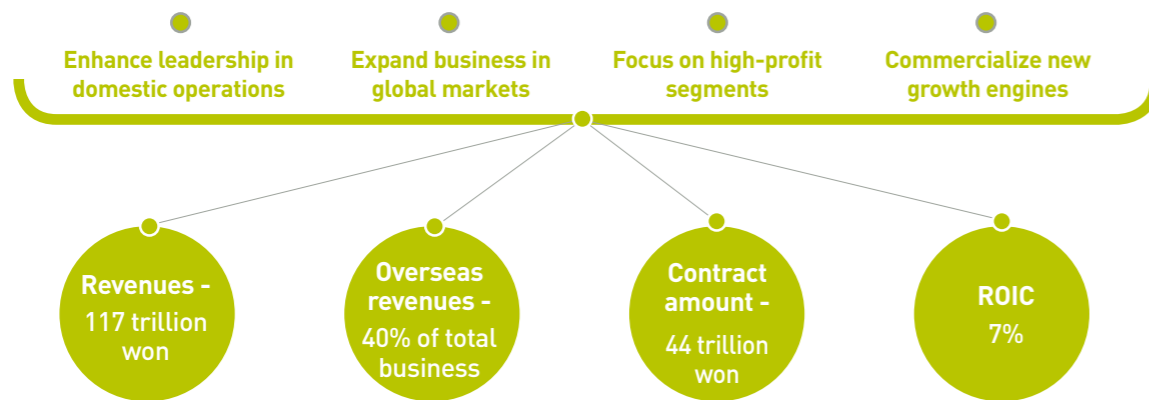 Enhance leadership in
domestic operations
Expand business in
global markets
Focus on high-profit
segments
Commercialize new
growth engines
Revenues -
117 trillion
won
Overseas
revenues -
40% of total
business
Contract
amount -
44 trillion
won
ROIC
7%